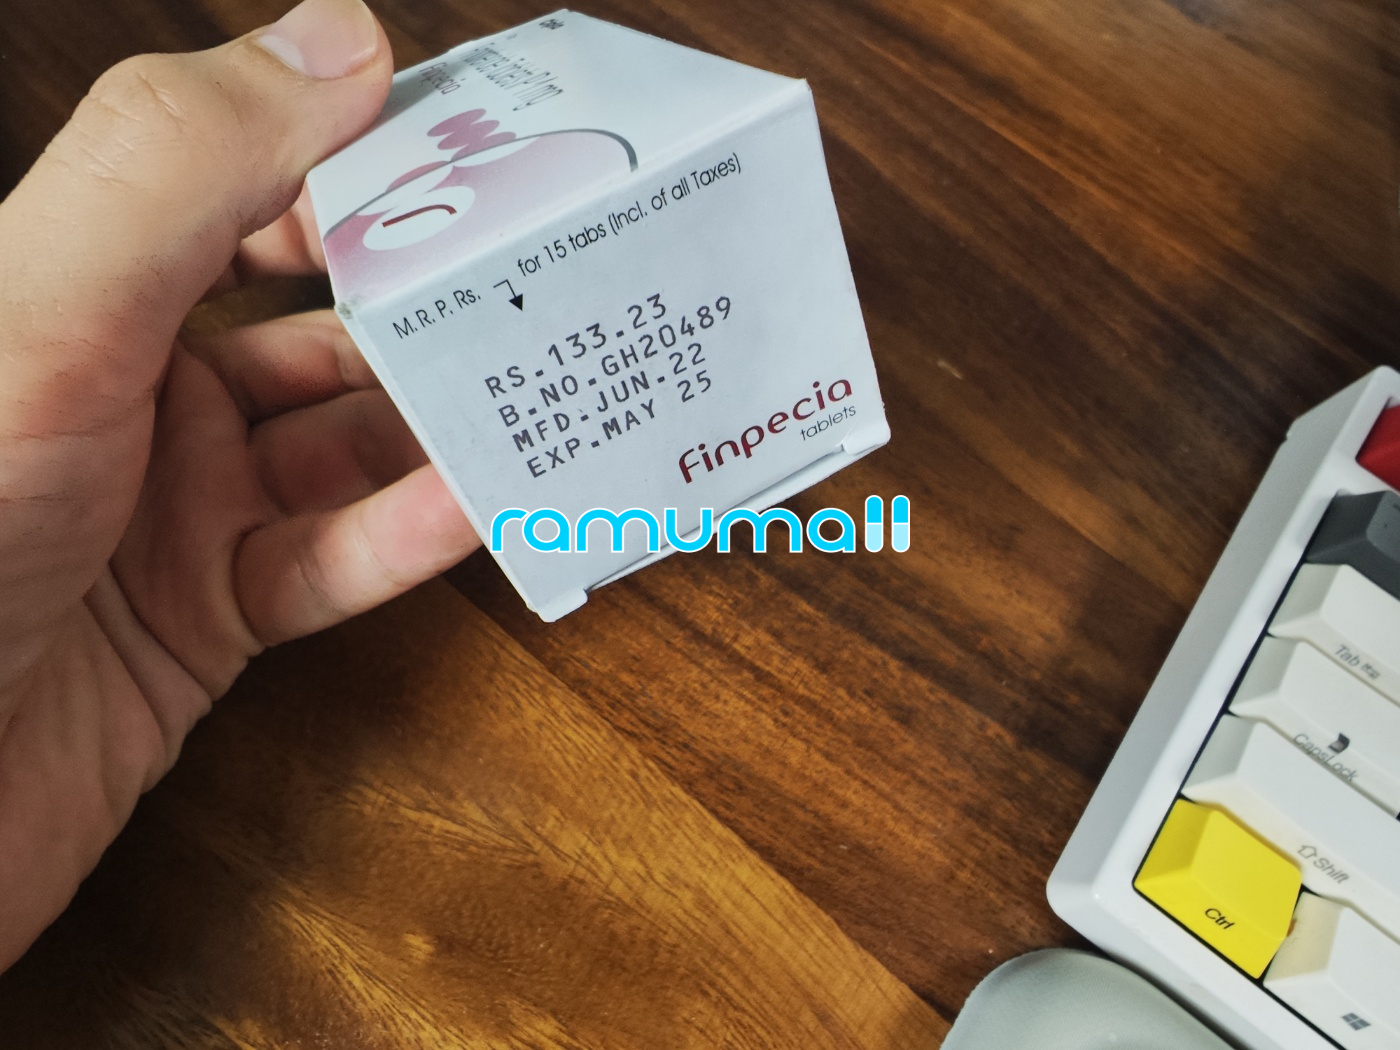 Finpecia
M.R.P. Rs. for 15 tabs (Incl. of all Taxes)
RS.133.23
B.NO.GH20489
MFD.JUN.22
EXP.MAY 25
Finpecia
tablets
ramumall
Tab
CapsLock
Shift
Ctrl